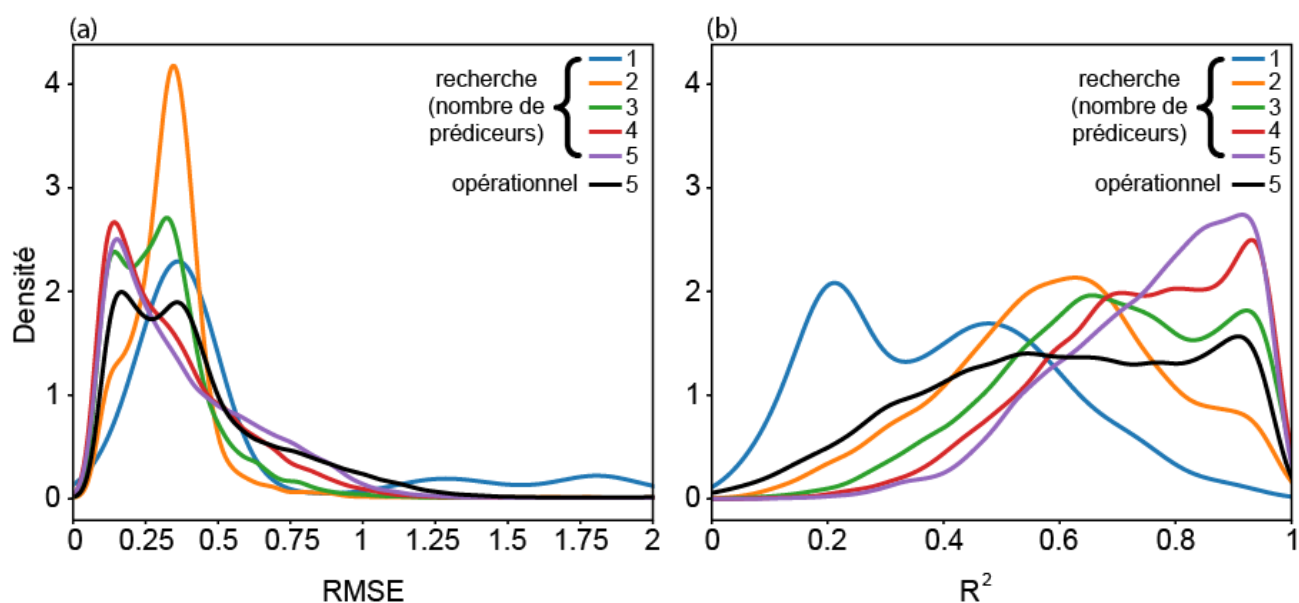 (a)
recherche
(nombre de
prédiceurs)
1
2
3
4
5
opérationnel 5
Densité
4
3
2
1
0
0 0.25 0.5 0.75 1 1.25 1.5 1.75 2
RMSE
(b)
recherche
(nombre de
prédiceurs)
1
2
3
4
5
opérationnel 5
4
3
2
1
0
0 0.2 0.4 0.6 0.8 1
R²